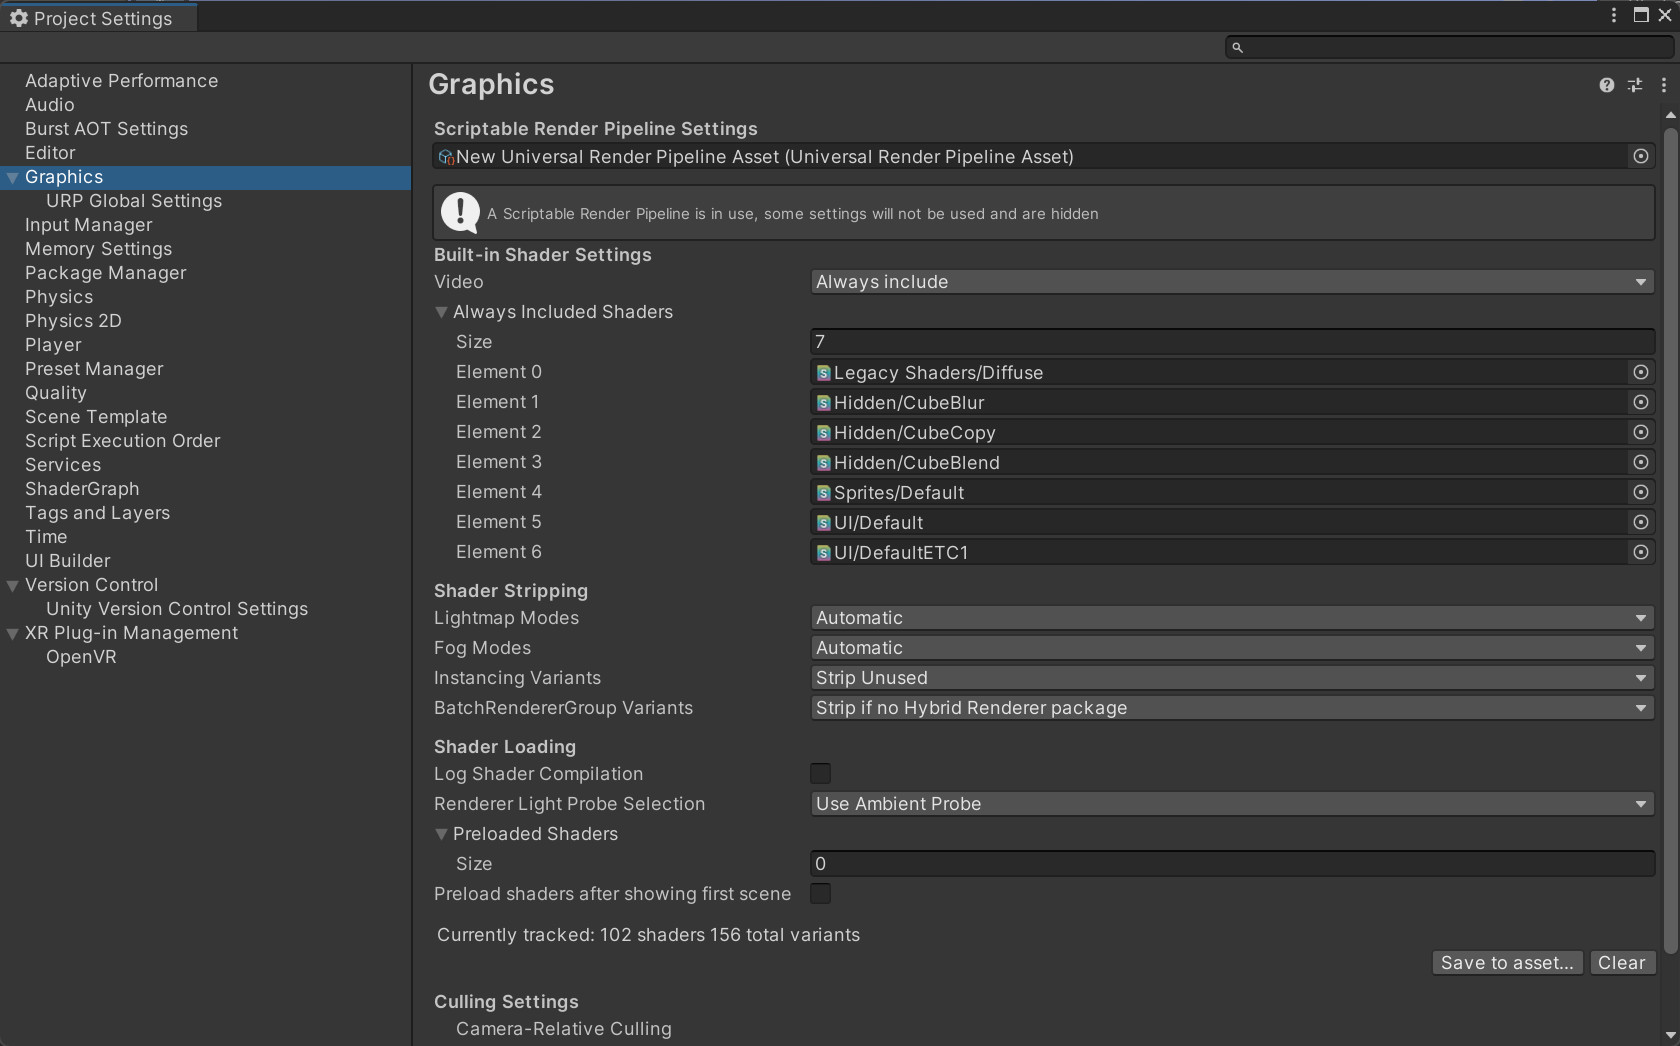 Project Settings
Adaptive Performance
Audio
Burst AOT Settings
Editor
Graphics
URP Global Settings
Input Manager
Memory Settings
Package Manager
Physics
Physics 2D
Player
Preset Manager
Quality
Scene Template
Script Execution Order
Services
ShaderGraph
Tags and Layers
Time
UI Builder
Version Control
Unity Version Control Settings
XR Plug-in Management
OpenVR
Graphics
Scriptable Render Pipeline Settings
New Universal Render Pipeline Asset (Universal Render Pipeline Asset)
A Scriptable Render Pipeline is in use, some settings will not be used and are hidden
Built-in Shader Settings
Video Always include
Always Included Shaders
Size 7
Element 0 Legacy Shaders/Diffuse
Element 1 Hidden/CubeBlur
Element 2 Hidden/CubeCopy
Element 3 Hidden/CubeBlend
Element 4 Sprites/Default
Element 5 UI/Default
Element 6 UI/DefaultETC1
Shader Stripping
Lightmap Modes Automatic
Fog Modes Automatic
Instancing Variants Strip Unused
BatchRendererGroup Variants Strip if no Hybrid Renderer package
Shader Loading
Log Shader Compilation
Renderer Light Probe Selection Use Ambient Probe
Preloaded Shaders
Size 0
Preload shaders after showing first scene
Currently tracked: 102 shaders 156 total variants
Save to asset... Clear
Culling Settings
Camera-Relative Culling